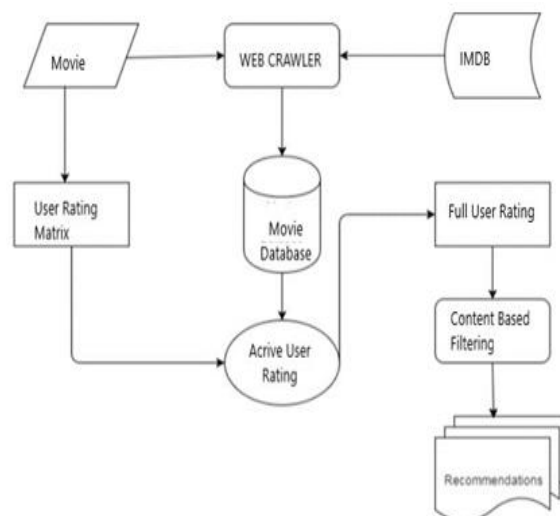 Movie
WEB CRAWLER
IMDB
User Rating
Matrix
Movie
Database
Full User Rating
Acrive User
Rating
Content Based
Filtering
Recommendations